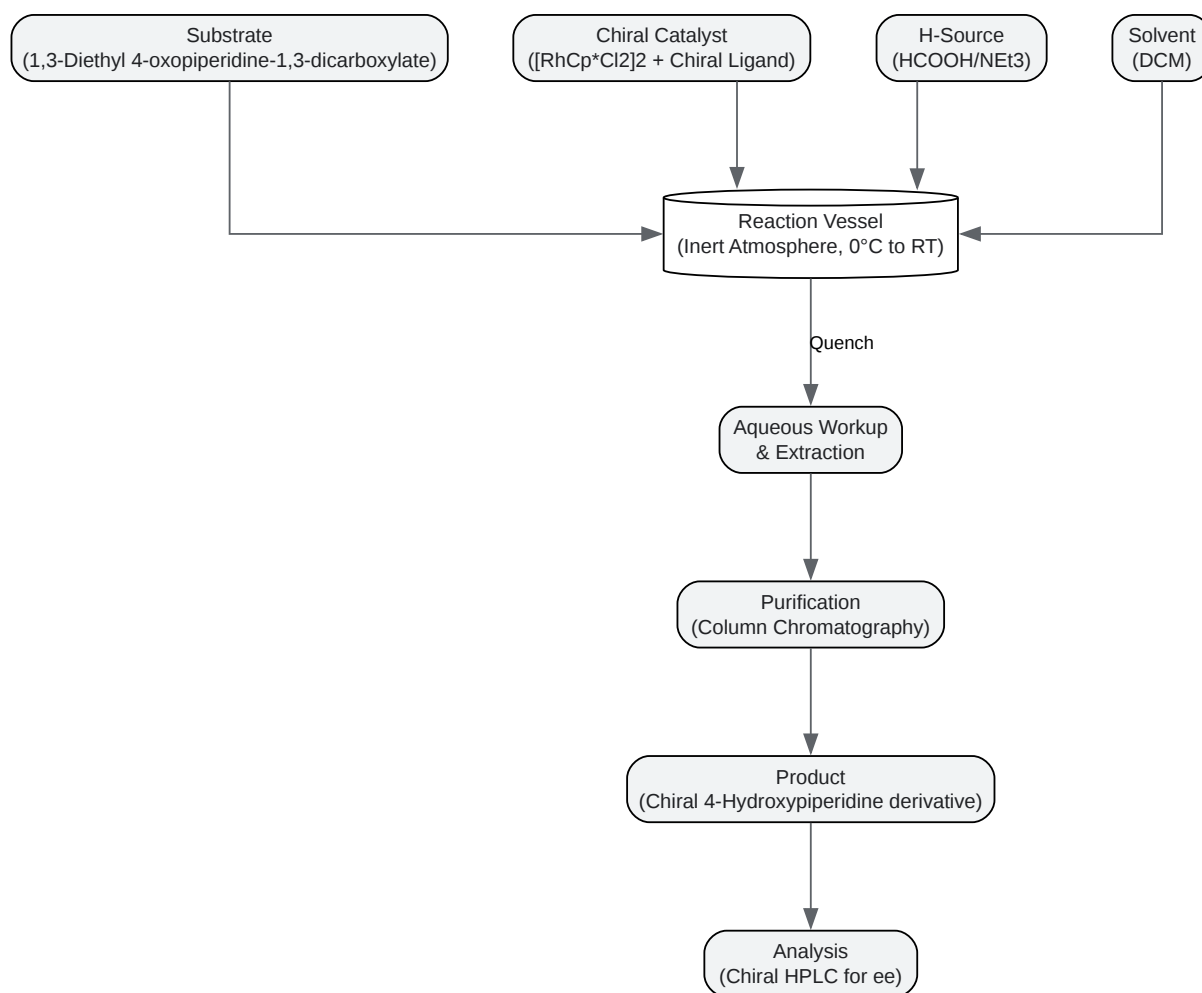 Substrate
(1,3-Diethyl 4-oxopiperidine-1,3-dicarboxylate)
Chiral Catalyst
([RhCp*Cl2]2 + Chiral Ligand)
H-Source
(HCOOH/NEt3)
Solvent
(DCM)
Reaction Vessel
(Inert Atmosphere, 0°C to RT)
Quench
Aqueous Workup
& Extraction
Purification
(Column Chromatography)
Product
(Chiral 4-Hydroxypiperidine derivative)
Analysis
(Chiral HPLC for ee)